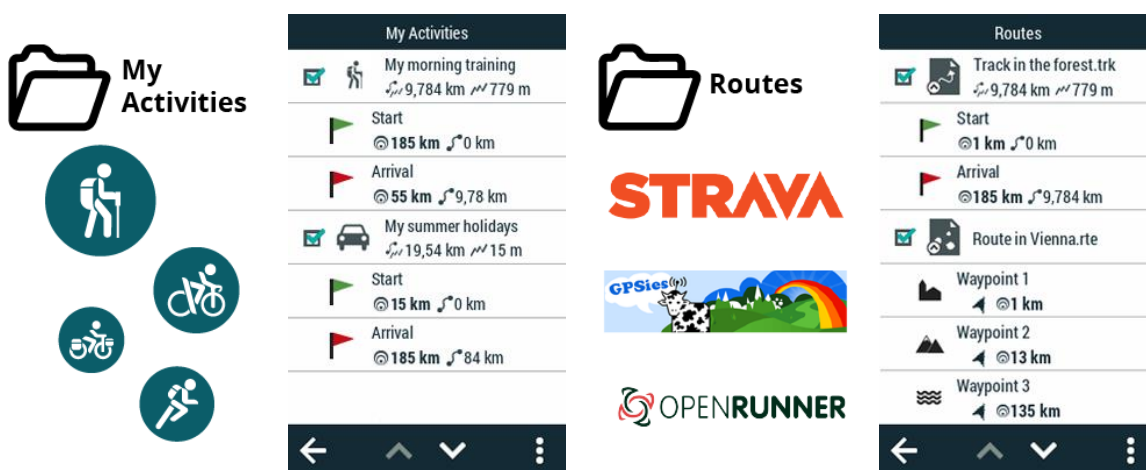 My
Activities
My Activities
My morning training
9,784 km 779 m
Start
185 km 0 km
Arrival
55 km 9,78 km
My summer holidays
19,54 km 15 m
Start
15 km 0 km
Arrival
185 km 84 km
Routes
STRAVA
GPSies
OPENRUNNER
Routes
Track in the forest.trk
9,784 km 779 m
Start
1 km 0 km
Arrival
185 km 9,784 km
Route in Vienna.rte
Waypoint 1
1 km
Waypoint 2
13 km
Waypoint 3
135 km